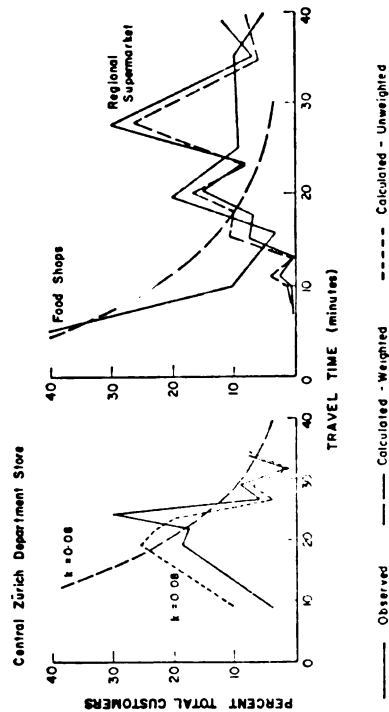 Central Zürich Department Store
40
30
20
10
0
PERCENT TOTAL CUSTOMERS
k = 0·08
k = 0·08
0
10
20
30
40
Food Shops
Regional
Supermarket
40
30
20
10
0
0
10
20
30
40
TRAVEL TIME (minutes)
Observed
Calculated - Weighted
Calculated - Unweighted